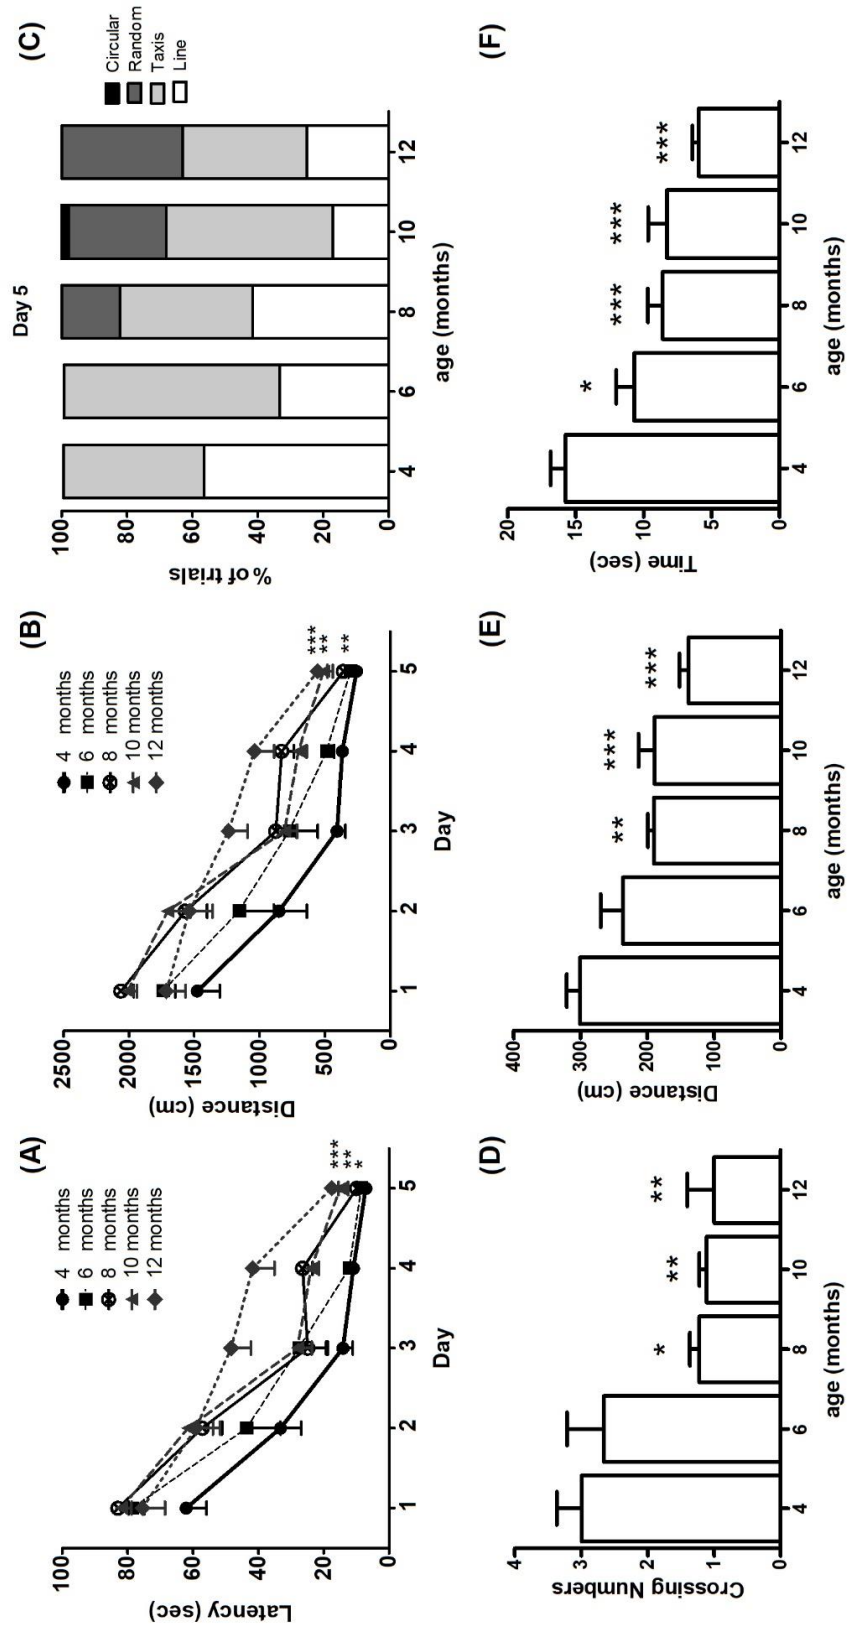 (A)
4 months
6 months
8 months
10 months
12 months
Latency (sec)
100
80
60
40
20
0
1 2 3 4 5
Day
***
**
*
(B)
4 months
6 months
8 months
10 months
12 months
Distance (cm)
2500
2000
1500
1000
500
0
1 2 3 4 5
Day
***
**
**
(C)
Day 5
Circular
Random
Taxis
Line
% of trials
100
80
60
40
20
0
4 6 8 10 12
age (months)
(D)
Crossing Numbers
4
3
2
1
0
* ** **
4 6 8 10 12
age (months)
(E)
Distance (cm)
400
300
200
100
0
** *** ***
4 6 8 10 12
age (months)
(F)
Time (sec)
20
15
10
5
0
* *** *** ***
4 6 8 10 12
age (months)